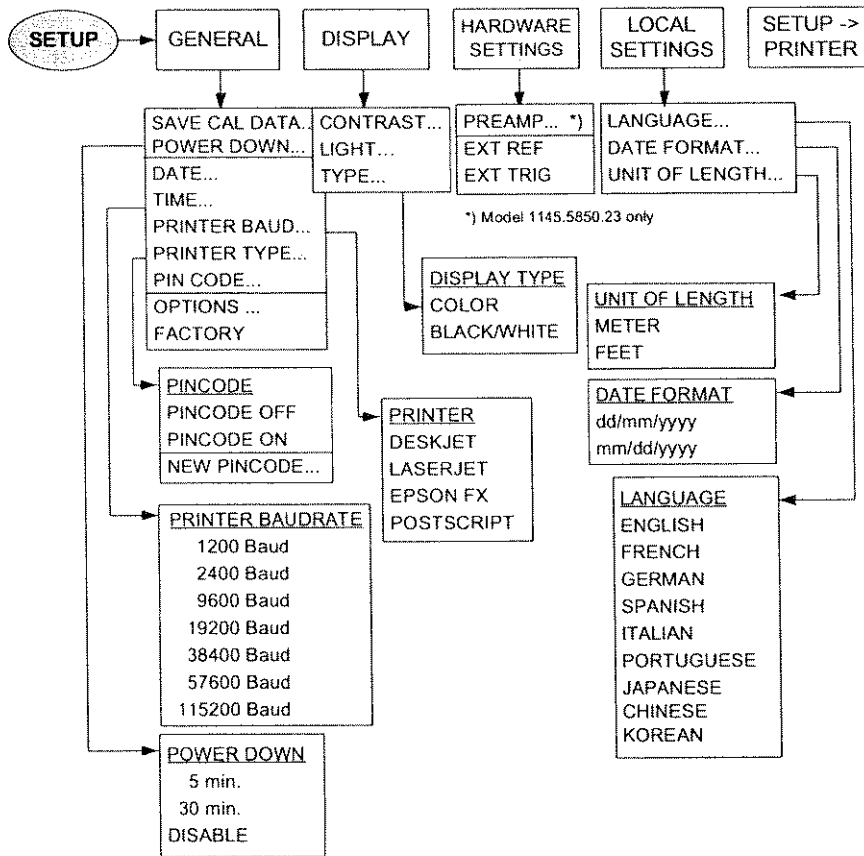 SETUP
GENERAL
DISPLAY
HARDWARE
SETTINGS
LOCAL
SETTINGS
SETUP ->
PRINTER
SAVE CAL DATA...
POWER DOWN...
DATE...
TIME...
PRINTER BAUD...
PRINTER TYPE...
PIN CODE...
OPTIONS ...
FACTORY
CONTRAST...
LIGHT...
TYPE...
PREAMP... *)
EXT REF
EXT TRIG
LANGUAGE...
DATE FORMAT...
UNIT OF LENGTH...
*) Model 1145.5850.23 only
DISPLAY TYPE
COLOR
BLACK/WHITE
UNIT OF LENGTH
METER
FEET
PINCODE
PINCODE OFF
PINCODE ON
NEW PINCODE...
PRINTER
DESKJET
LASERJET
EPSON FX
POSTSCRIPT
DATE FORMAT
dd/mm/yyyy
mm/dd/yyyy
PRINTER BAUDRATE
1200 Baud
2400 Baud
9600 Baud
19200 Baud
38400 Baud
57600 Baud
115200 Baud
LANGUAGE
ENGLISH
FRENCH
GERMAN
SPANISH
ITALIAN
PORTUGUESE
JAPANESE
CHINESE
KOREAN
POWER DOWN
5 min.
30 min.
DISABLE